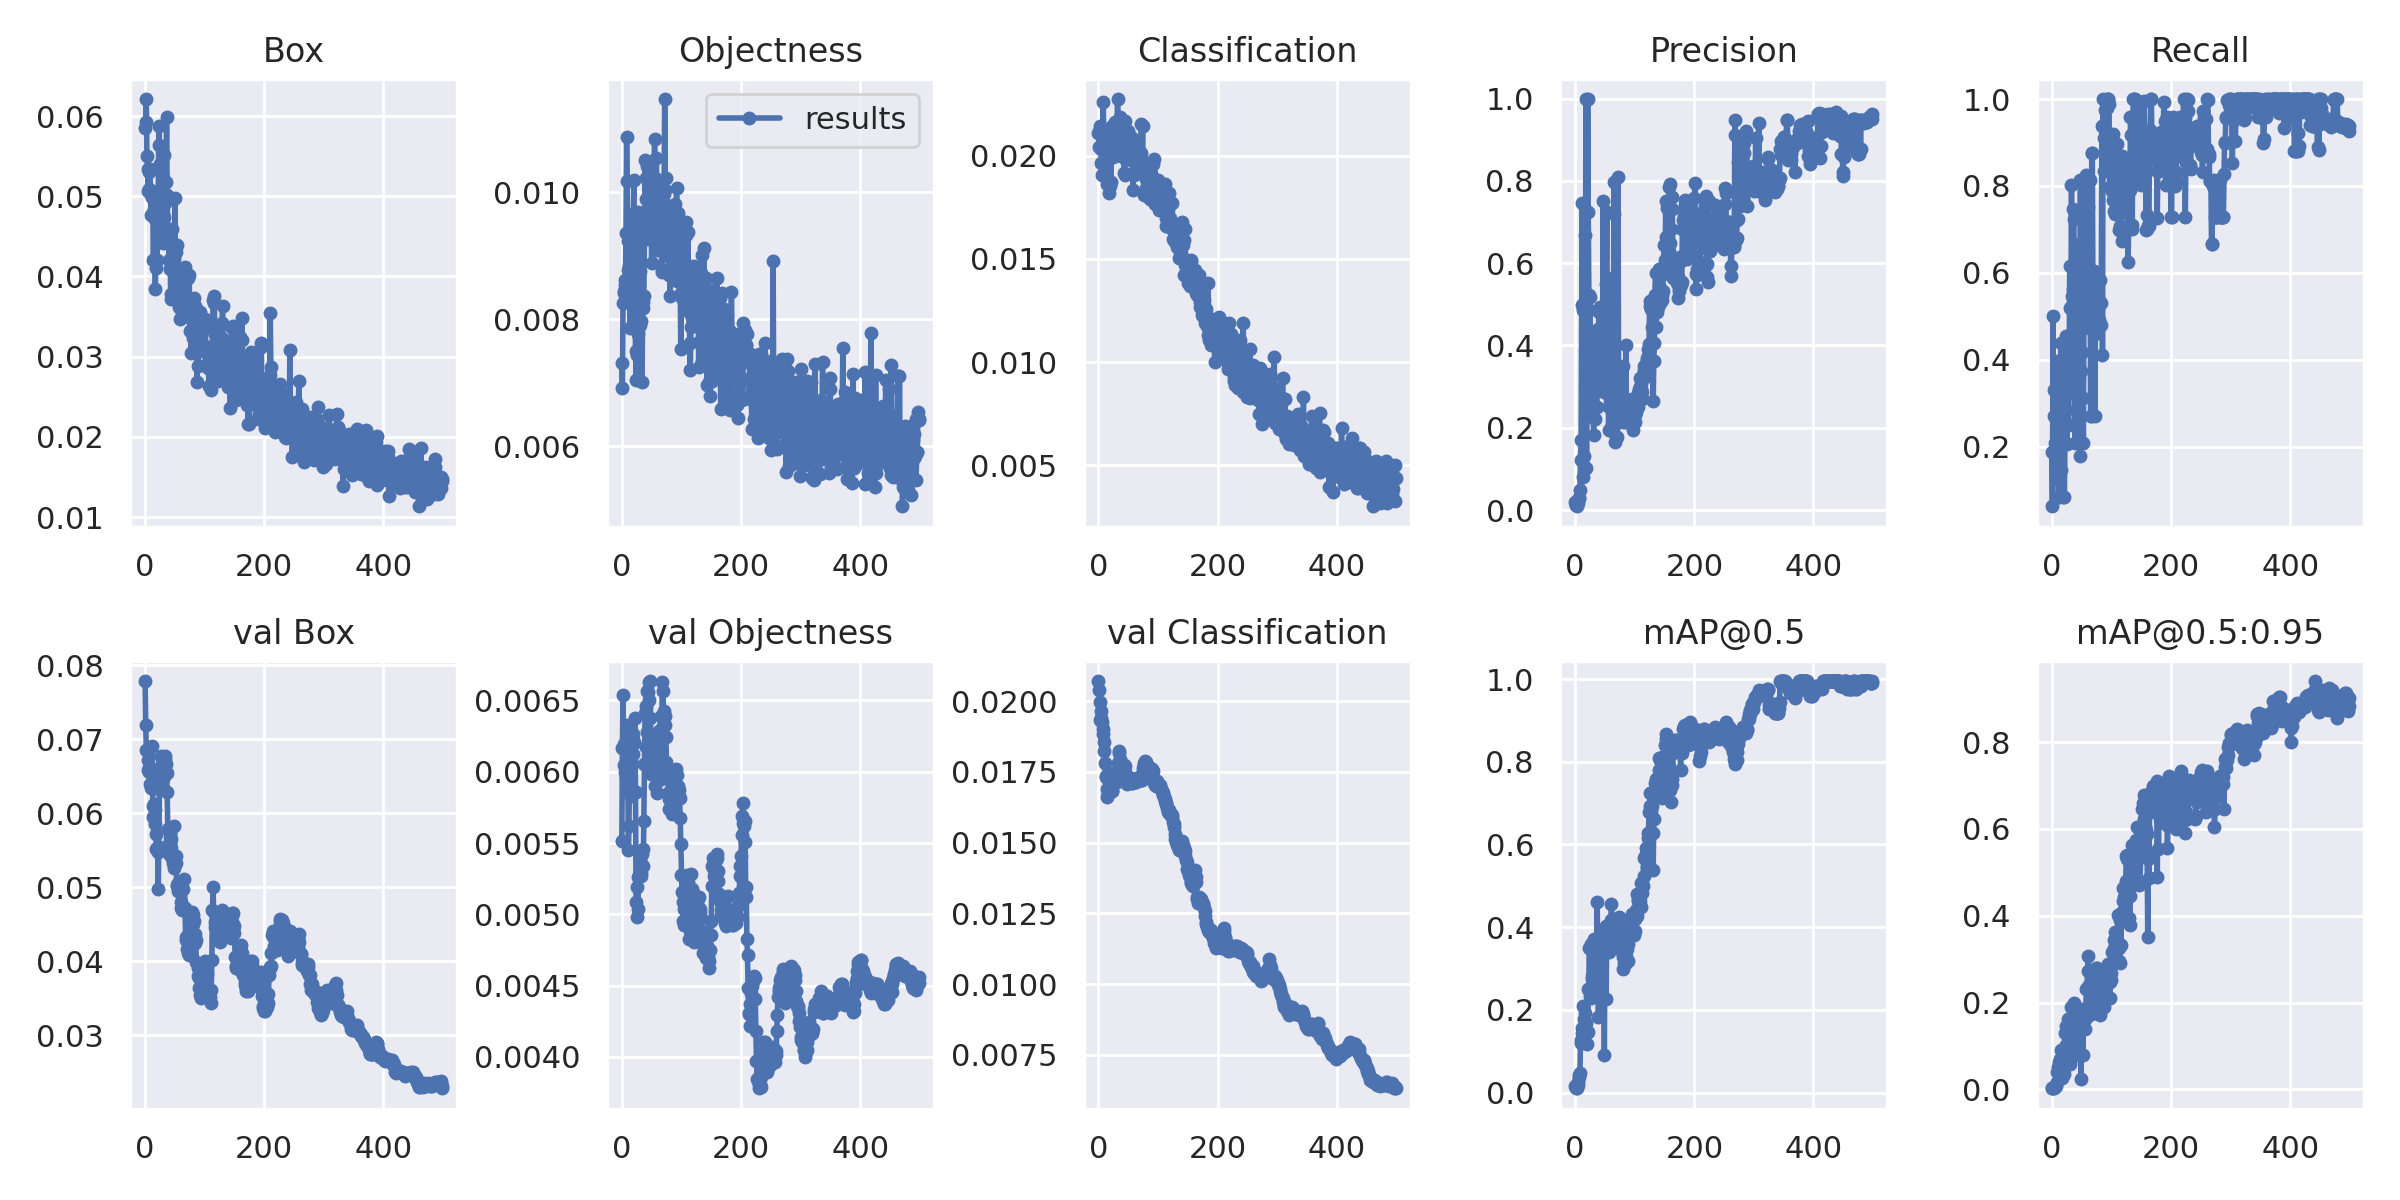 Box
Objectness
Classification
Precision
Recall
results
0.06
0.05
0.04
0.03
0.02
0.01
0 200 400
0.010
0.008
0.006
0 200 400
0.020
0.015
0.010
0.005
0 200 400
1.0
0.8
0.6
0.4
0.2
0.0
0 200 400
1.0
0.8
0.6
0.4
0.2
0 200 400
val Box
val Objectness
val Classification
mAP@0.5
mAP@0.5:0.95
0.08
0.07
0.06
0.05
0.04
0.03
0 200 400
0.0065
0.0060
0.0055
0.0050
0.0045
0.0040
0 200 400
0.0200
0.0175
0.0150
0.0125
0.0100
0.0075
0 200 400
1.0
0.8
0.6
0.4
0.2
0.0
0 200 400
0.8
0.6
0.4
0.2
0.0
0 200 400